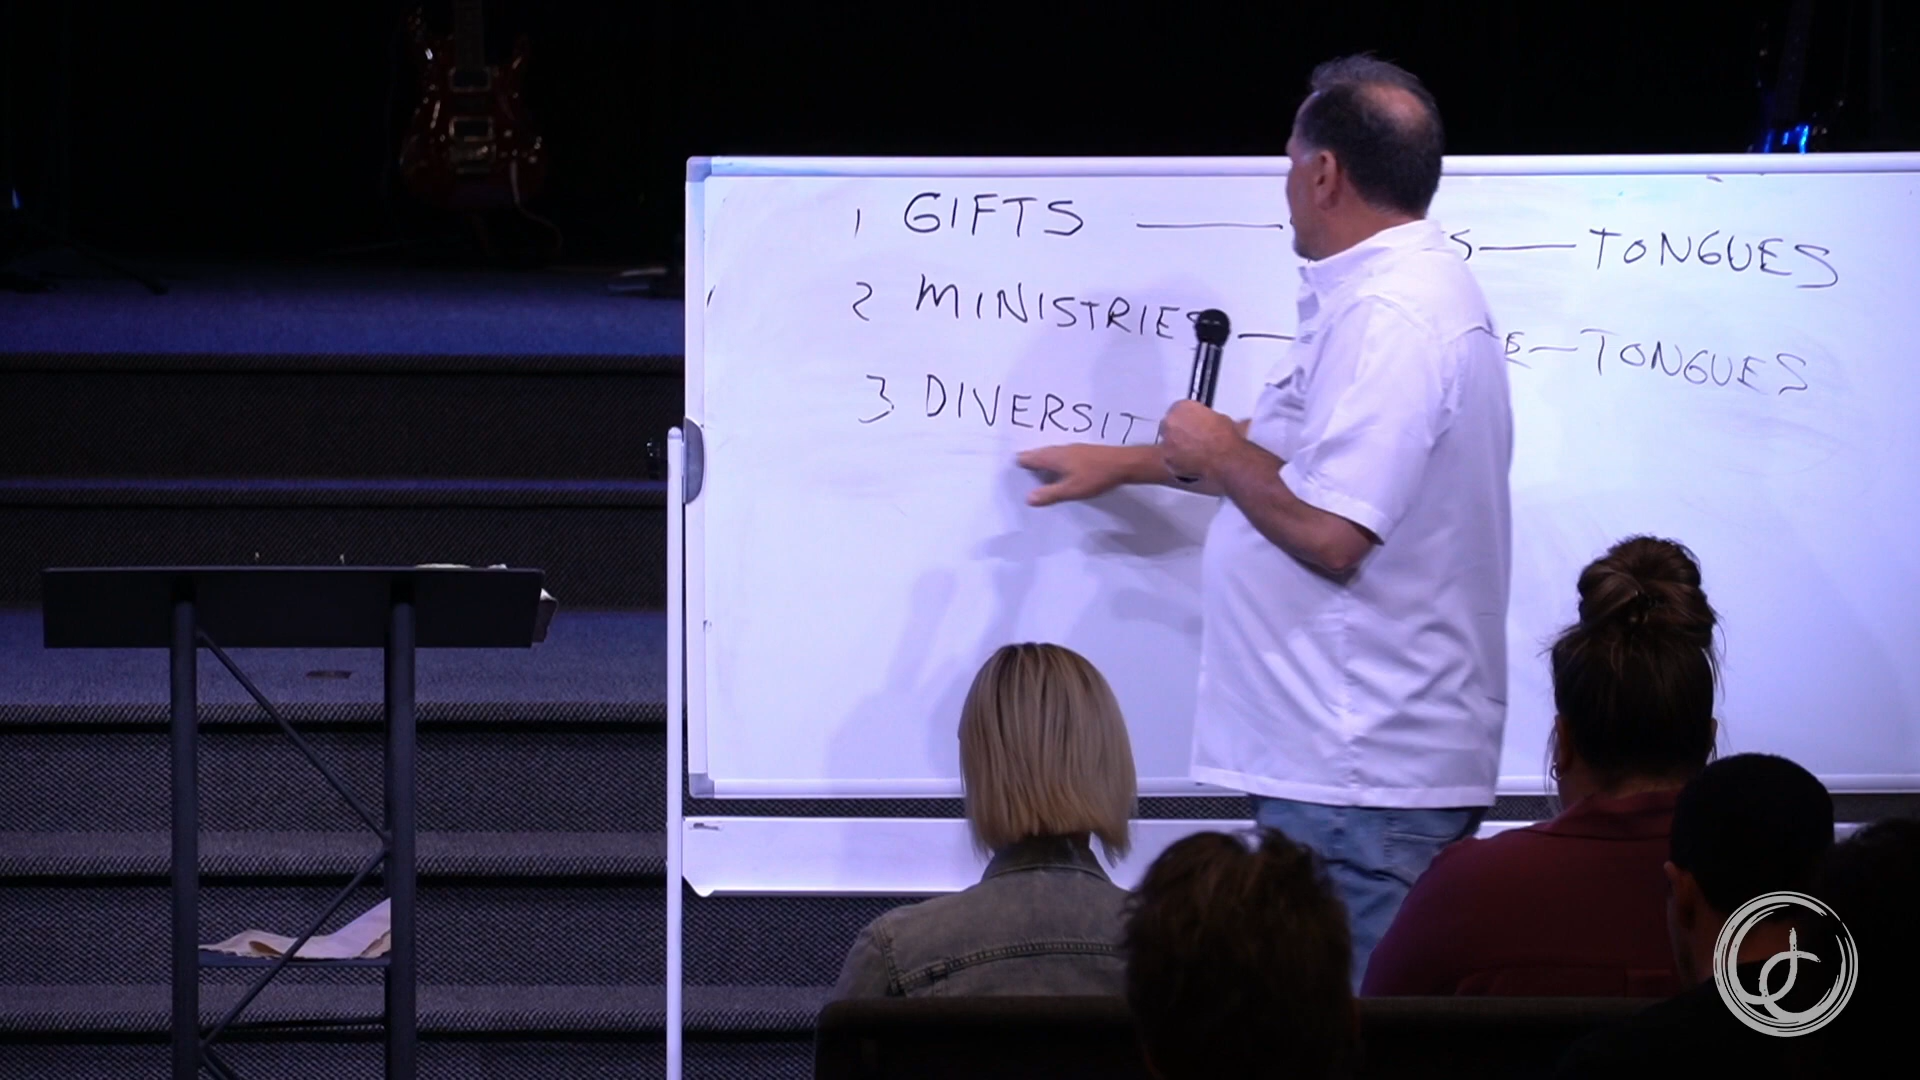 1 GIFTS — S — TONGUES
2 MINISTRIES — E — TONGUES
3 DIVERSIT